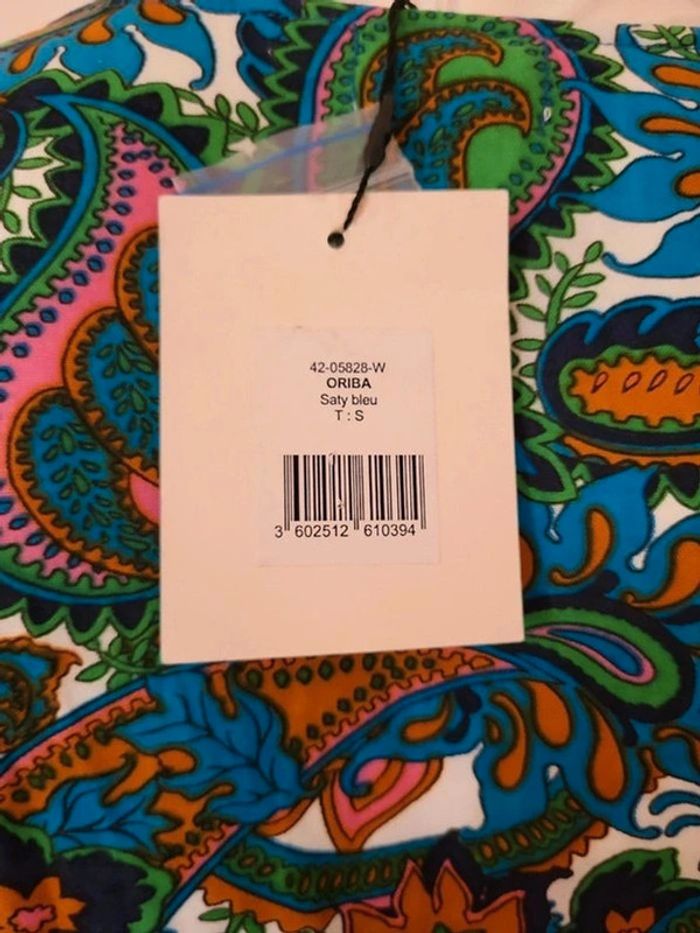 42-05828-W
ORIBA
Saty bleu
T : S
3 602512 610394